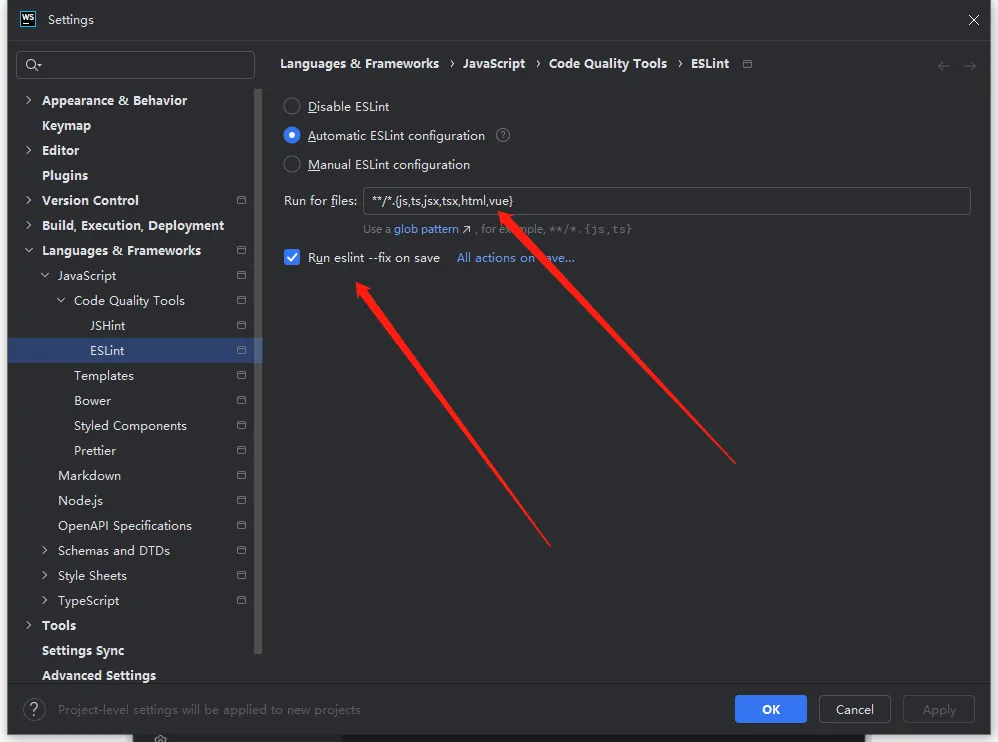 WS Settings
Languages & Frameworks › JavaScript › Code Quality Tools › ESLint
Appearance & Behavior
Keymap
Editor
Plugins
Version Control
Build, Execution, Deployment
Languages & Frameworks
JavaScript
Code Quality Tools
JSHint
ESLint
Templates
Bower
Styled Components
Prettier
Markdown
Node.js
OpenAPI Specifications
Schemas and DTDs
Style Sheets
TypeScript
Tools
Settings Sync
Advanced Settings
Disable ESLint
Automatic ESLint configuration ?
Manual ESLint configuration
Run for files: **/*.{js,ts,jsx,tsx,html,vue}
Use a glob pattern ↗ , for example, **/*.{js,ts}
Run eslint --fix on save All actions on save...
? Project-level settings will be applied to new projects
OK Cancel Apply